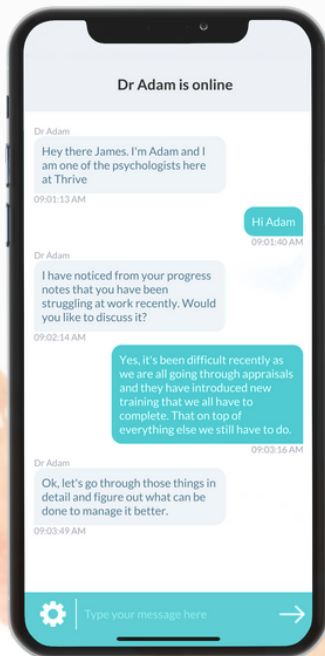 Dr Adam is online
Dr Adam
Hey there James. I'm Adam and I
am one of the psychologists here
at Thrive
09:01:13 AM
Hi Adam
09:01:40 AM
Dr Adam
I have noticed from your progress
notes that you have been
struggling at work recently. Would
you like to discuss it?
09:02:14 AM
Yes, it's been difficult recently as
we are all going through appraisals
and they have introduced new
training that we all have to
complete. That on top of
everything else we still have to do.
09:03:16 AM
Dr Adam
Ok, let's go through those things in
detail and figure out what can be
done to manage it better.
09:03:49 AM
Type your message here